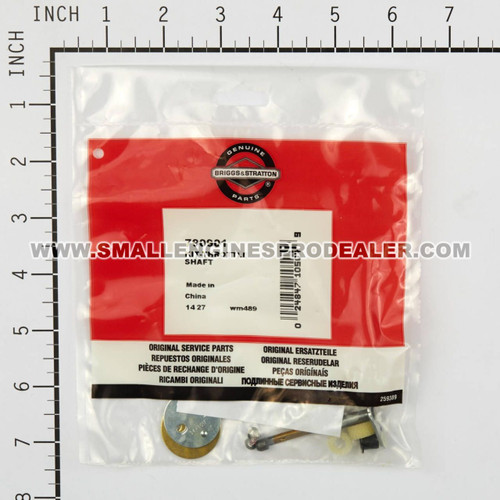 INCH 1 2 3 4 5 6 7
INCH
1
2
3
4
5
6
7
8
GENUINE
BRIGGS&STRATTON
PARTS
WWW.SMALLENGINESPRODEALER.COM
SHAFT
Made in
China
14 27 wm489
ORIGINAL SERVICE PARTS
REPUESTOS ORIGINALES
PIÈCES DE RECHANGE D'ORIGINE
RICAMBI ORIGINALI
ORIGINAL ERSATZTEILE
ORIGINAL RESERUDELAR
PEÇAS ORIGINAIS
ПОДЛИННЫЕ СЕРВИСНЫЕ ИЗДЕЛИЯ